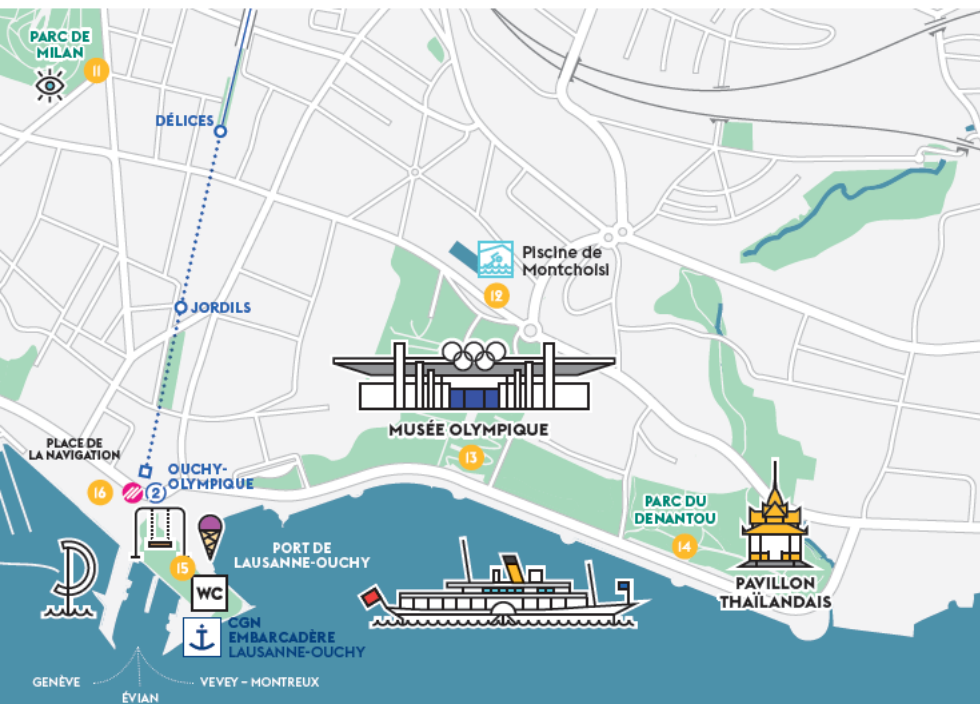 PARC DE
MILAN
11
DÉLICES
JORDILS
Piscine de
Montchoisi
12
MUSÉE OLYMPIQUE
13
PLACE DE
LA NAVIGATION
16
2
OUCHY-
OLYMPIQUE
PARC DU
DENANTOU
14
PAVILLON
THAÏLANDAIS
PORT DE
LAUSANNE-OUCHY
15
WC
CGN
EMBARCADÈRE
LAUSANNE-OUCHY
GENÈVE
VEVEY – MONTREUX
ÉVIAN